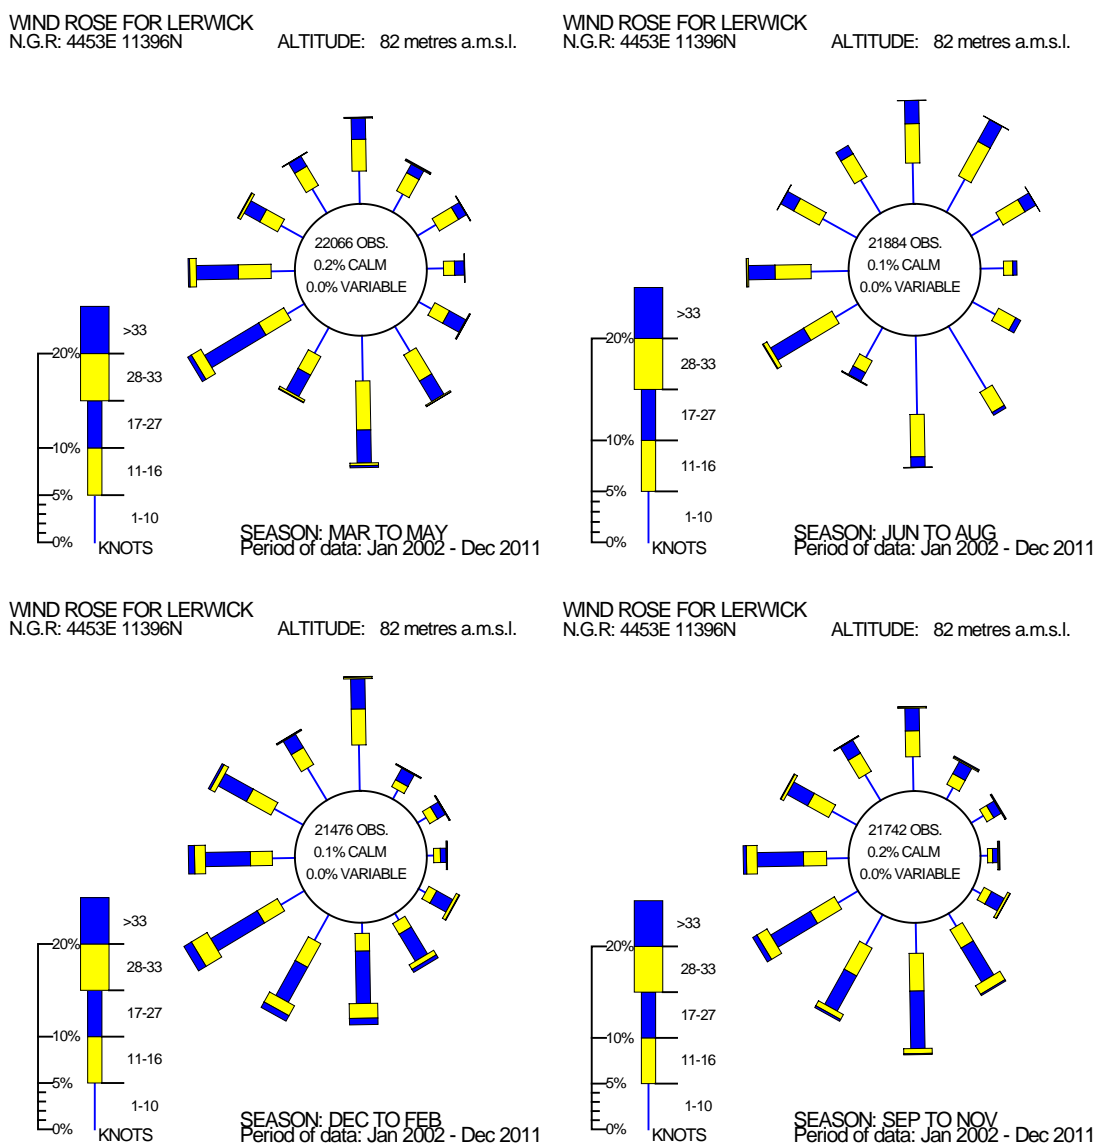 WIND ROSE FOR LERWICK
N.G.R: 4453E 11396N ALTITUDE: 82 metres a.m.s.l.
22066 OBS.
0.2% CALM
0.0% VARIABLE
>33
20%
28-33
17-27
10%
11-16
5%
1-10
0%
KNOTS
SEASON: MAR TO MAY
Period of data: Jan 2002 - Dec 2011
WIND ROSE FOR LERWICK
N.G.R: 4453E 11396N ALTITUDE: 82 metres a.m.s.l.
21884 OBS.
0.1% CALM
0.0% VARIABLE
>33
20%
28-33
17-27
10%
11-16
5%
1-10
0%
KNOTS
SEASON: JUN TO AUG
Period of data: Jan 2002 - Dec 2011
WIND ROSE FOR LERWICK
N.G.R: 4453E 11396N ALTITUDE: 82 metres a.m.s.l.
21476 OBS.
0.1% CALM
0.0% VARIABLE
>33
20%
28-33
17-27
10%
11-16
5%
1-10
0%
KNOTS
SEASON: DEC TO FEB
Period of data: Jan 2002 - Dec 2011
WIND ROSE FOR LERWICK
N.G.R: 4453E 11396N ALTITUDE: 82 metres a.m.s.l.
21742 OBS.
0.2% CALM
0.0% VARIABLE
>33
20%
28-33
17-27
10%
11-16
5%
1-10
0%
KNOTS
SEASON: SEP TO NOV
Period of data: Jan 2002 - Dec 2011